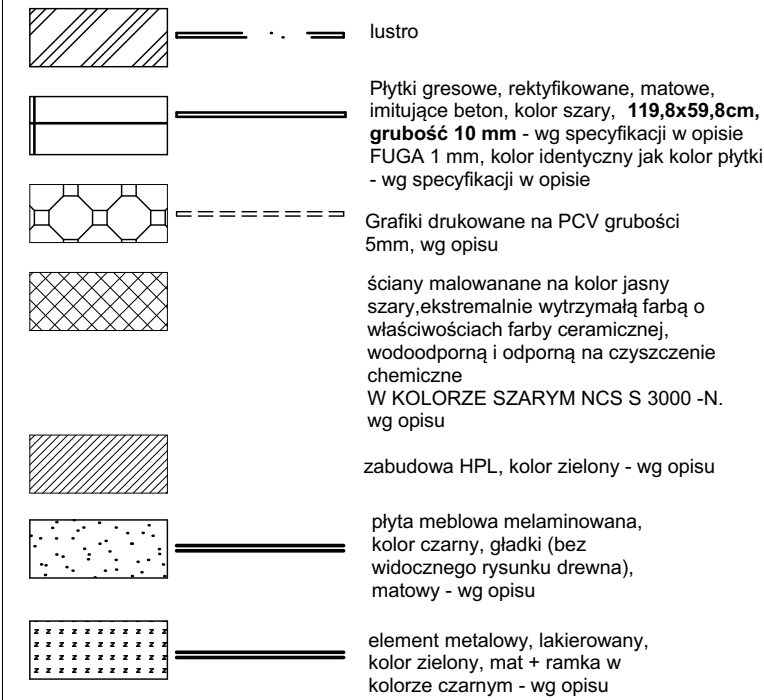 lustro
Płytki gresowe, rektyfikowane, matowe,
imitujące beton, kolor szary, 119,8x59,8cm,
grubość 10 mm - wg specyfikacji w opisie
FUGA 1 mm, kolor identyczny jak kolor płytki
- wg specyfikacji w opisie
Grafiki drukowane na PCV grubości
5mm, wg opisu
ściany malowanane na kolor jasny
szary,ekstremalnie wytrzymałą farbą o
właściwościach farby ceramicznej,
wodoodporną i odporną na czyszczenie
chemiczne
W KOLORZE SZARYM NCS S 3000 -N.
wg opisu
zabudowa HPL, kolor zielony - wg opisu
płyta meblowa melaminowana,
kolor czarny, gładki (bez
widocznego rysunku drewna),
matowy - wg opisu
element metalowy, lakierowany,
kolor zielony, mat + ramka w
kolorze czarnym - wg opisu